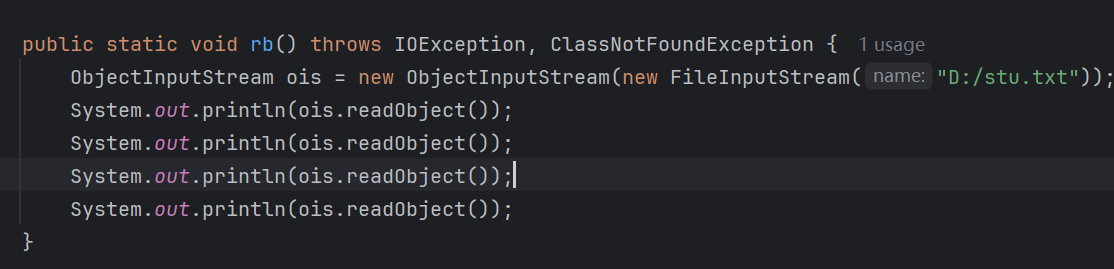 public static void rb() throws IOException, ClassNotFoundException {  1 usage
    ObjectInputStream ois = new ObjectInputStream(new FileInputStream( name: "D:/stu.txt"));
    System.out.println(ois.readObject());
    System.out.println(ois.readObject());
    System.out.println(ois.readObject());
    System.out.println(ois.readObject());
}